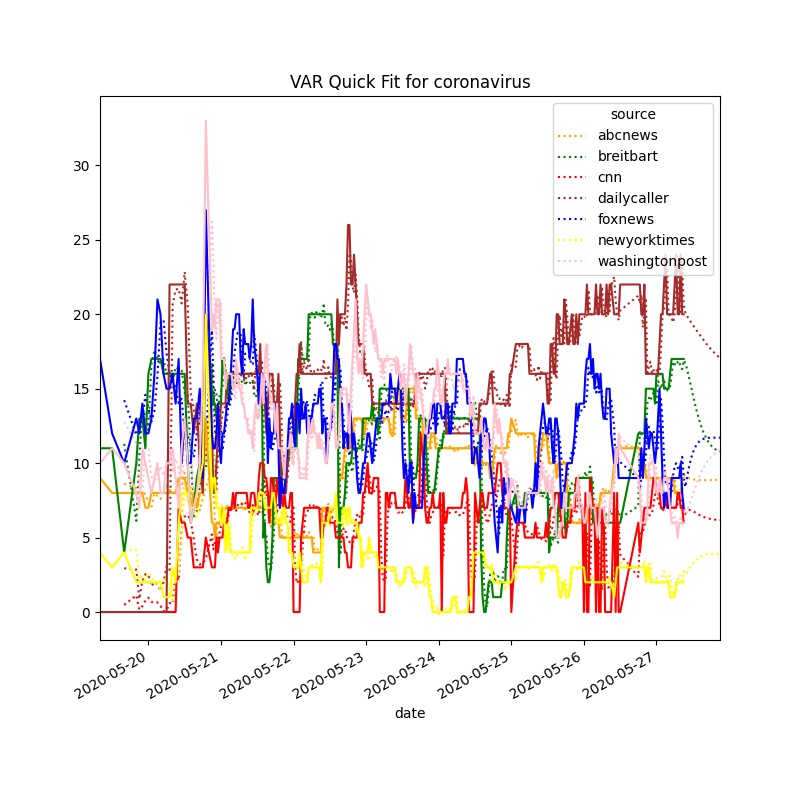 VAR Quick Fit for coronavirus
source
abcnews
breitbart
cnn
dailycaller
foxnews
newyorktimes
washingtonpost
30
25
20
15
10
5
0
2020-05-20
2020-05-21
2020-05-22
2020-05-23
2020-05-24
2020-05-25
2020-05-26
2020-05-27
date